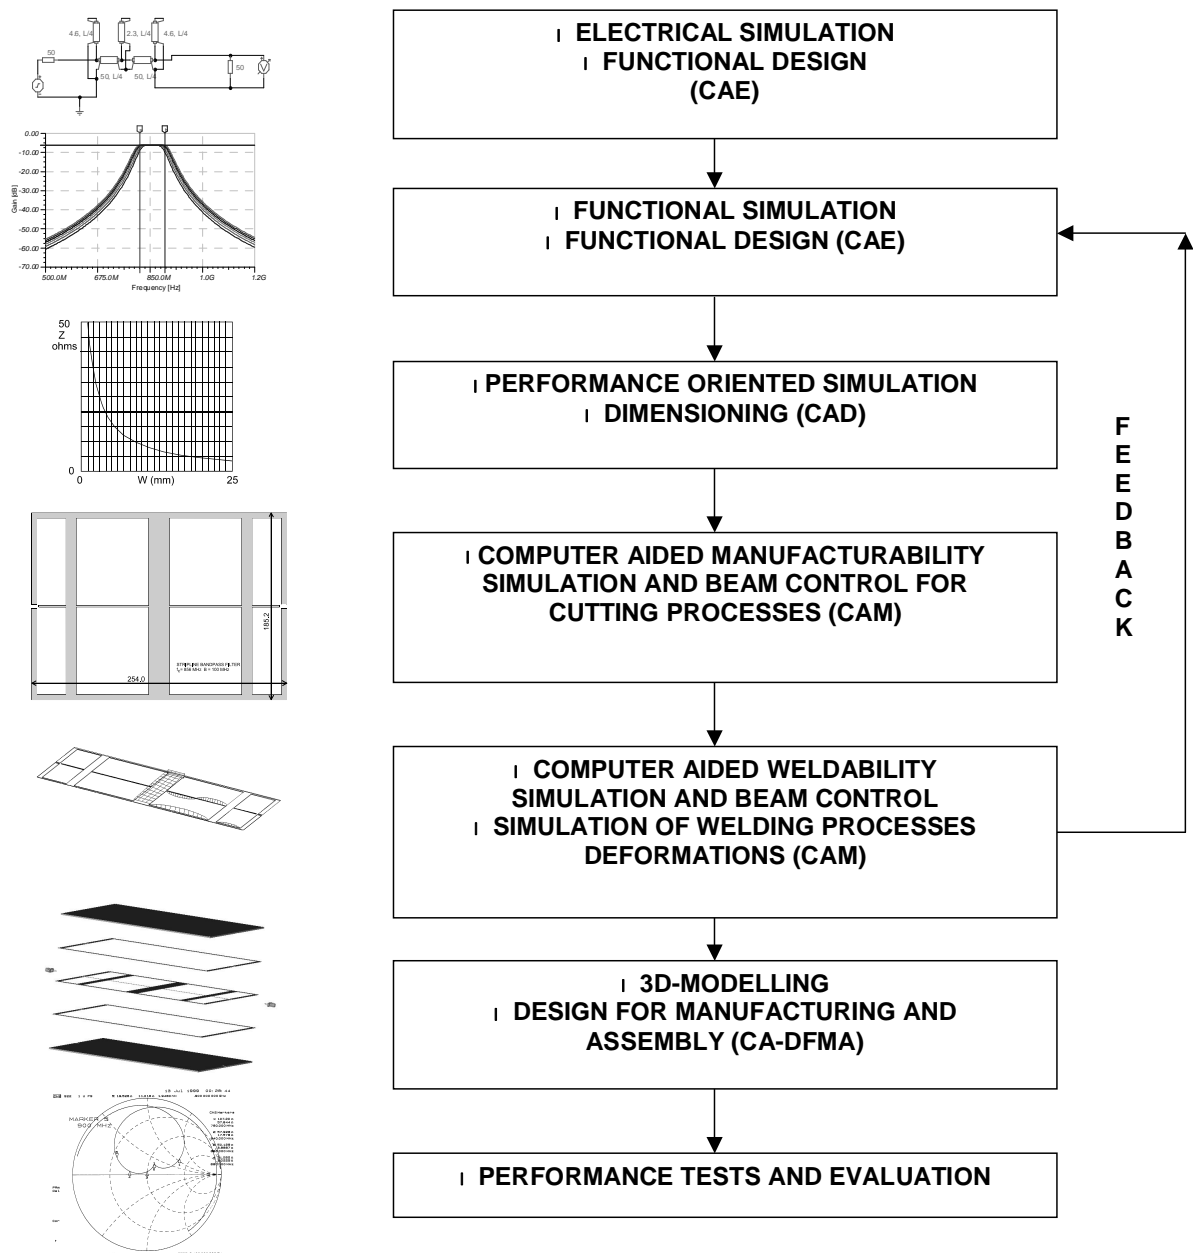 4.6, L/4
2.3, L/4
4.6, L/4
50
50
50, L/4
50, L/4
ELECTRICAL SIMULATION
FUNCTIONAL DESIGN
(CAE)
0.00
-10.00
-20.00
-30.00
-40.00
-50.00
-60.00
-70.00
Gain [dB]
500.0M
675.0M
850.0M
1.0G
1.2G
Frequency [Hz]
FUNCTIONAL SIMULATION
FUNCTIONAL DESIGN (CAE)
50
Z
ohms
0
0
W (mm)
25
PERFORMANCE ORIENTED SIMULATION
DIMENSIONING (CAD)
FEEDBACK
185,2
STRIPLINE BANDPASS FILTER
254,0
COMPUTER AIDED MANUFACTURABILITY
SIMULATION AND BEAM CONTROL FOR
CUTTING PROCESSES (CAM)
COMPUTER AIDED WELDABILITY
SIMULATION AND BEAM CONTROL
SIMULATION OF WELDING PROCESSES
DEFORMATIONS (CAM)
3D-MODELLING
DESIGN FOR MANUFACTURING AND
ASSEMBLY (CA-DFMA)
MARKER 5
900 MHz
PERFORMANCE TESTS AND EVALUATION